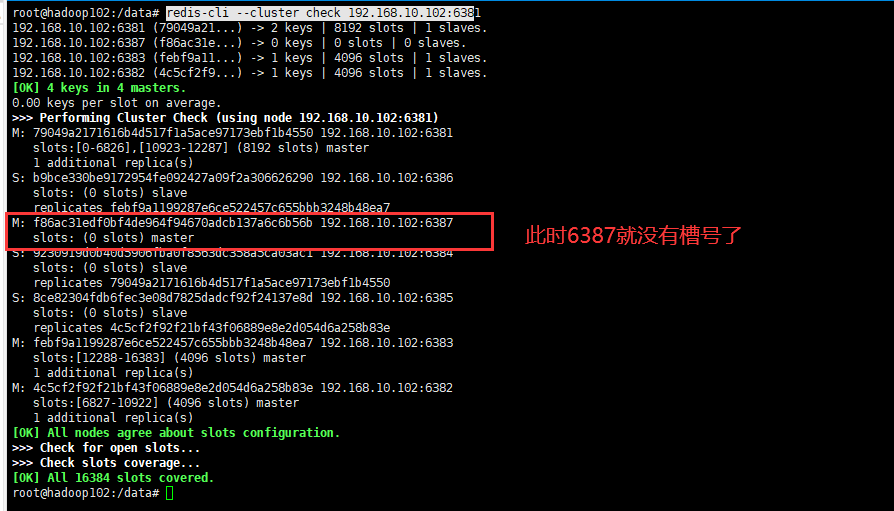 root@hadoop102:/data# redis-cli --cluster check 192.168.10.102:6381
192.168.10.102:6381 (79049a21...) -> 2 keys | 8192 slots | 1 slaves.
192.168.10.102:6387 (f86ac31e...) -> 0 keys | 0 slots | 0 slaves.
192.168.10.102:6383 (febf9a11...) -> 1 keys | 4096 slots | 1 slaves.
192.168.10.102:6382 (4c5cf2f9...) -> 1 keys | 4096 slots | 1 slaves.
[OK] 4 keys in 4 masters.
0.00 keys per slot on average.
>>> Performing Cluster Check (using node 192.168.10.102:6381)
M: 79049a2171616b4d517f1a5ace97173ebf1b4550 192.168.10.102:6381
slots:[0-6826],[10923-12287] (8192 slots) master
1 additional replica(s)
S: b9bce330be9172954fe092427a09f2a306626290 192.168.10.102:6386
slots: (0 slots) slave
replicates febf9a1199287e6ce522457c655bbb3248b48ea7
M: f86ac31edf0bf4de964f94670adcb137a6c6b56b 192.168.10.102:6387
slots: (0 slots) master
此时6387就没有槽号了
S: 9230919d0b40d5906fba0f8563dc358a5ca03ac1 192.168.10.102:6384
slots: (0 slots) slave
replicates 79049a2171616b4d517f1a5ace97173ebf1b4550
S: 8ce82304fdb6fec3e08d7825dadcf92f24137e8d 192.168.10.102:6385
slots: (0 slots) slave
replicates 4c5cf2f92f21bf43f06889e8e2d054d6a258b83e
M: febf9a1199287e6ce522457c655bbb3248b48ea7 192.168.10.102:6383
slots:[12288-16383] (4096 slots) master
1 additional replica(s)
M: 4c5cf2f92f21bf43f06889e8e2d054d6a258b83e 192.168.10.102:6382
slots:[6827-10922] (4096 slots) master
1 additional replica(s)
[OK] All nodes agree about slots configuration.
>>> Check for open slots...
>>> Check slots coverage...
[OK] All 16384 slots covered.
root@hadoop102:/data#